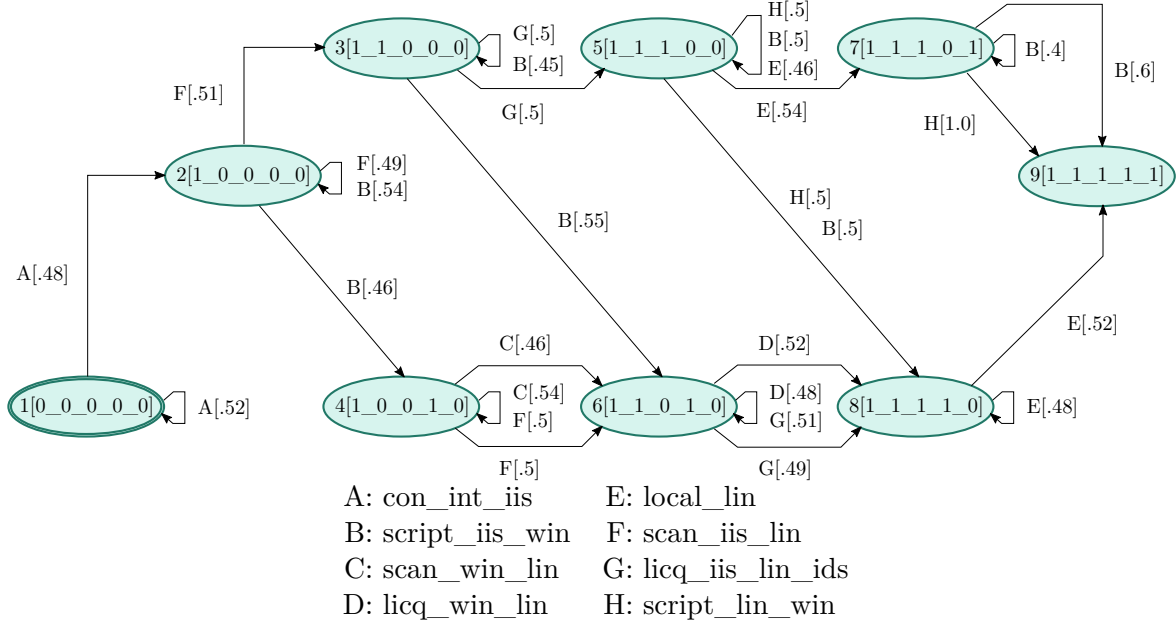 3[1_1_0_0_0]
G[.5]
B[.45]
5[1_1_1_0_0]
H[.5]
B[.5]
E[.46]
7[1_1_1_0_1]
B[.4]
B[.6]
F[.51]
G[.5]
E[.54]
H[1.0]
2[1_0_0_0_0]
F[.49]
B[.54]
9[1_1_1_1_1]
B[.55]
H[.5]
B[.5]
A[.48]
B[.46]
E[.52]
C[.46]
D[.52]
1[0_0_0_0_0]
A[.52]
4[1_0_0_1_0]
C[.54]
F[.5]
6[1_1_0_1_0]
D[.48]
G[.51]
8[1_1_1_1_0]
E[.48]
F[.5]
G[.49]
A: con_int_iis
B: script_iis_win
C: scan_win_lin
D: licq_win_lin
E: local_lin
F: scan_iis_lin
G: licq_iis_lin_ids
H: script_lin_win